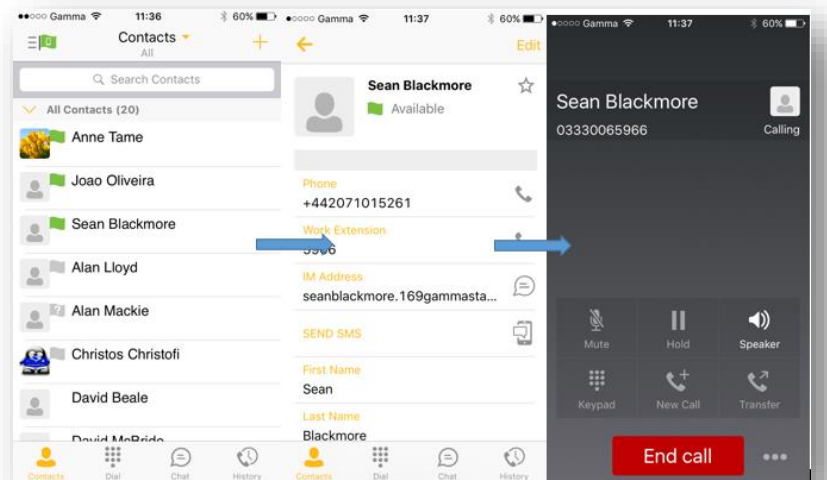 Gamma 11:36 60%
Contacts
All
Search Contacts
All Contacts (20)
Anne Tame
Joao Oliveira
Sean Blackmore
Alan Lloyd
Alan Mackie
Christos Christofi
David Beale
David McBride
Contacts Dial Chat History
Gamma 11:37 60%
Edit
Sean Blackmore
Available
Phone
+442071015261
Work Extension
5966
IM Address
seanblackmore.169gammasta...
SEND SMS
First Name
Sean
Last Name
Blackmore
Contacts Dial Chat History
Gamma 11:37 60%
Sean Blackmore
03330065966 Calling
Mute Hold Speaker
Keypad New Call Transfer
End call